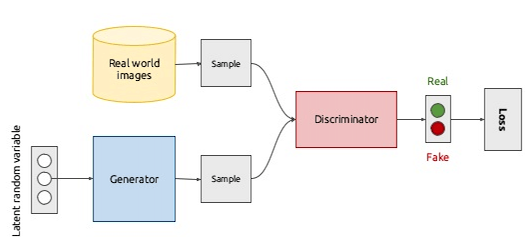 Real world
images
Sample
Latent random variable
Generator
Sample
Discriminator
Real
Fake
Loss